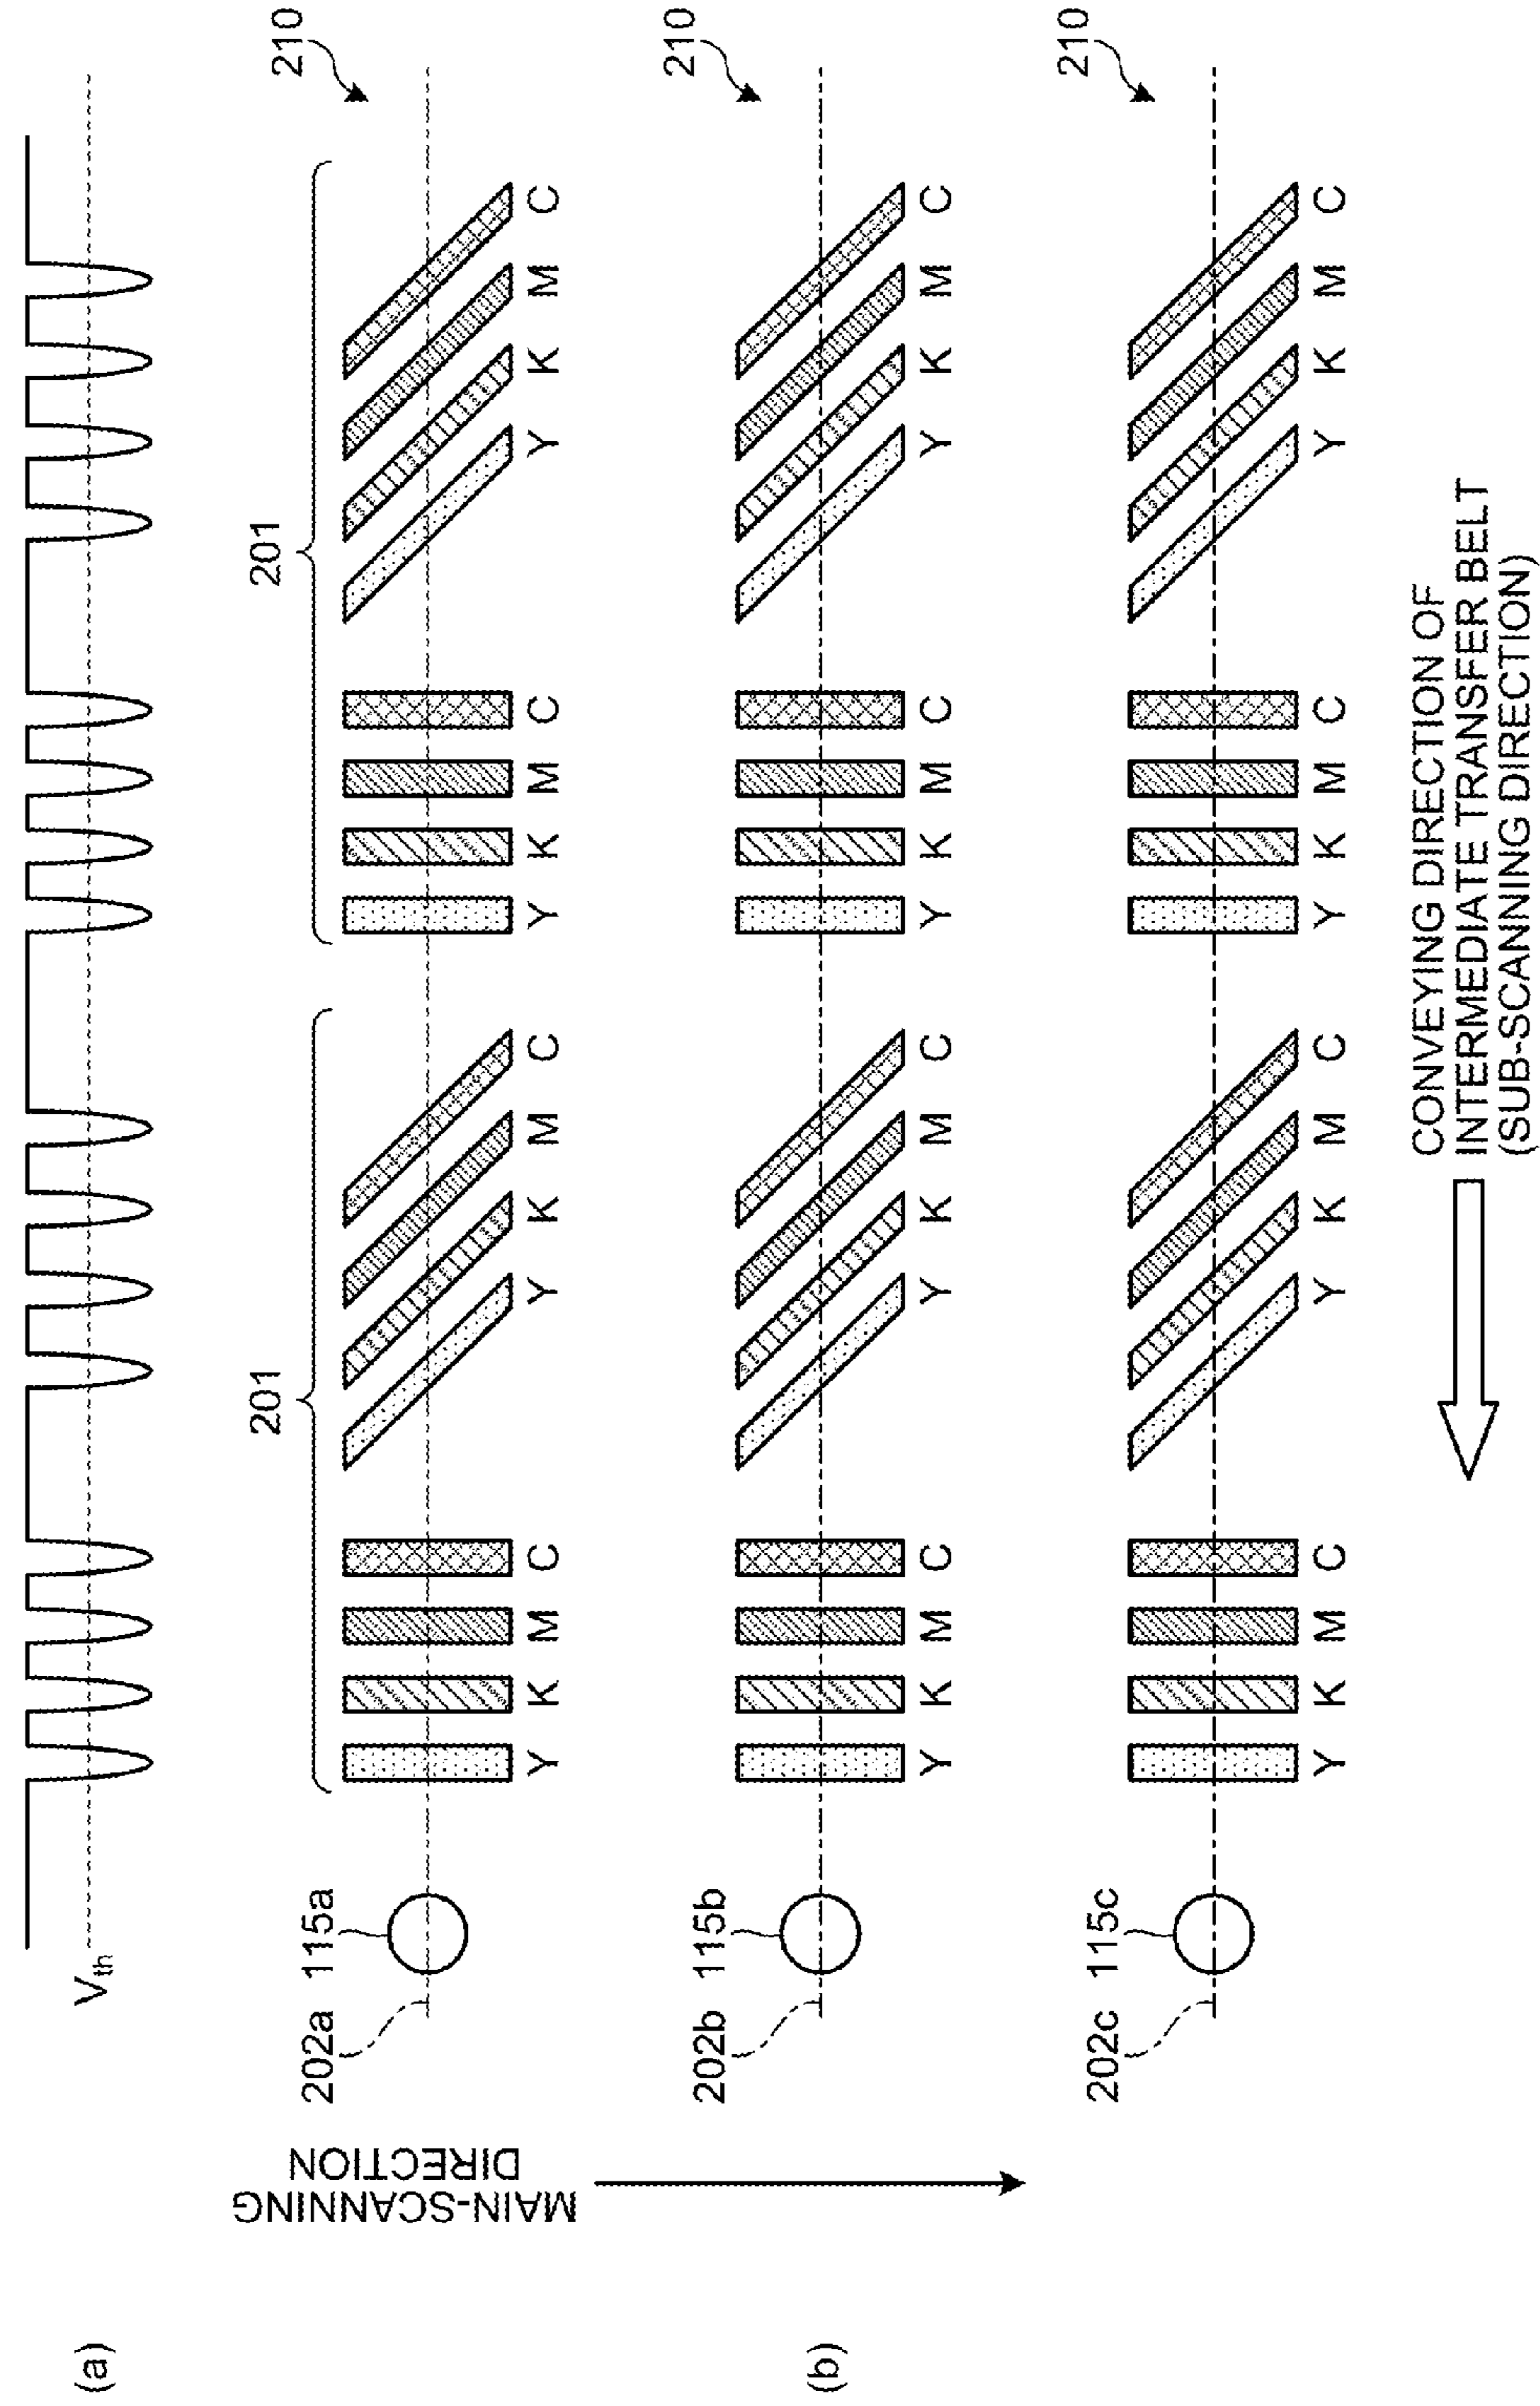 (a)
V_th
201 201
MAIN-SCANNING
DIRECTION
202a 115a 210
Y K M C Y K M C Y K M C Y K M C
(b)
202b 115b 210
Y K M C Y K M C Y K M C Y K M C
202c 115c 210
Y K M C Y K M C Y K M C Y K M C
CONVEYING DIRECTION OF
INTERMEDIATE TRANSFER BELT
(SUB-SCANNING DIRECTION)